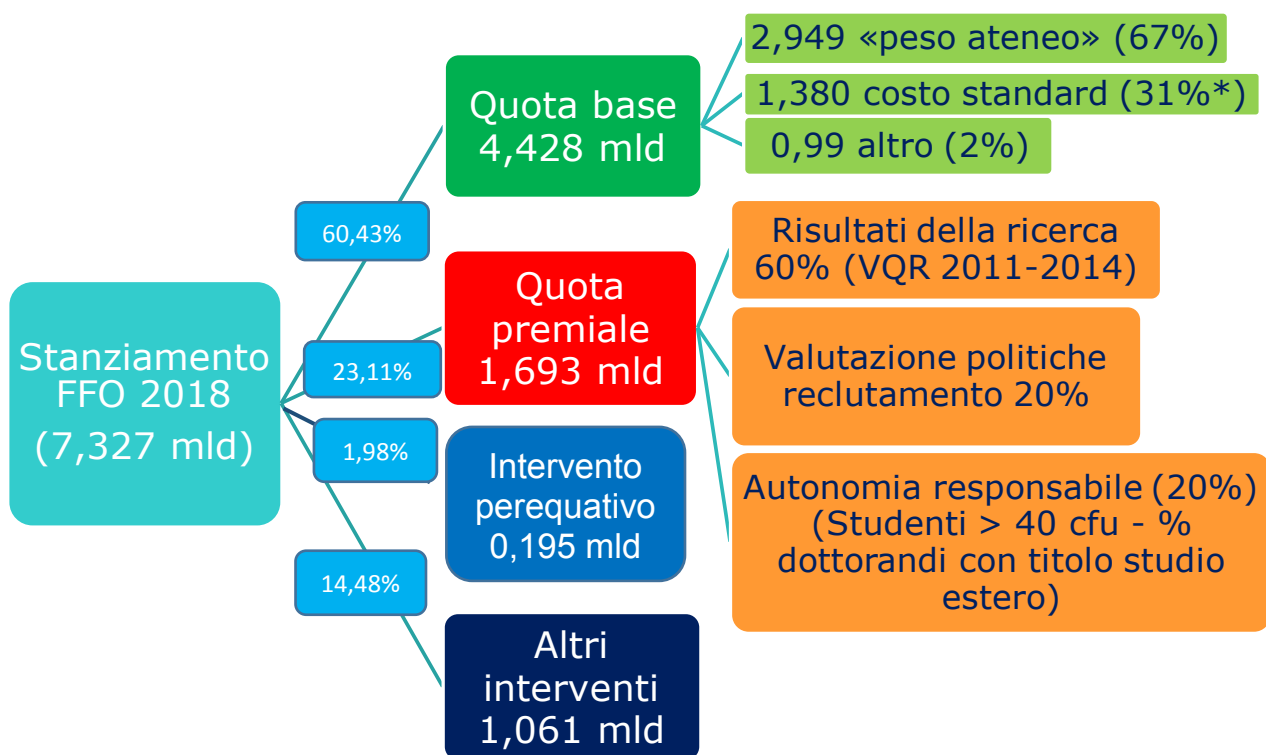 Stanziamento
FFO 2018
(7,327 mld)
60,43%
23,11%
1,98%
14,48%
Quota base
4,428 mld
2,949 «peso ateneo» (67%)
1,380 costo standard (31%*)
0,99 altro (2%)
Quota
premiale
1,693 mld
Risultati della ricerca
60% (VQR 2011-2014)
Valutazione politiche
reclutamento 20%
Autonomia responsabile (20%)
(Studenti > 40 cfu - %
dottorandi con titolo studio
estero)
Intervento
perequativo
0,195 mld
Altri
interventi
1,061 mld